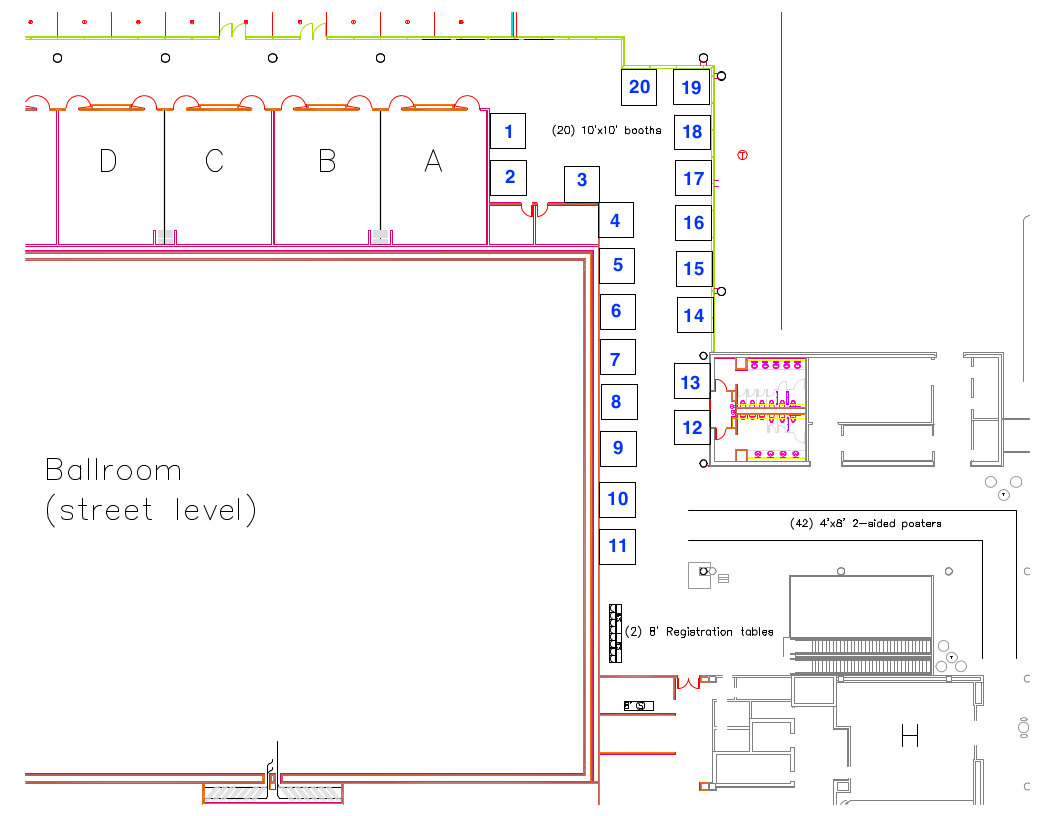 20
19
1
(20) 10'x10' booths
18
D
C
B
A
2
3
17
4
16
5
15
6
14
7
13
8
12
9
Ballroom
10
(street level)
(42) 4'x8' 2-sided posters
11
(2) 8' Registration tables
8'
H